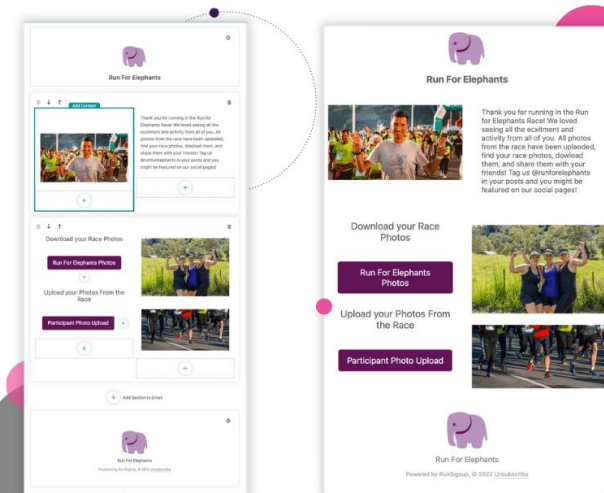 Run For Elephants
Add Content
Thank you for running in the Run for
Elephants Race! We loved seeing all the
ecxitment and activity from all of you. All
photos from the race have been uplaoded,
find your race photos, dowload them, and
share them with your friends! Tag us
@runforelephants in your posts and you
might be featured on our social pages!
Download your Race Photos
Run For Elephants Photos
Upload your Photos From the
Race
Participant Photo Upload
Add Section to Email
Run For Elephants
Powered by RunSignup, © 2022 Unsubscribe
Run For Elephants
Thank you for running in the Run
for Elephants Race! We loved
seeing all the ecxitment and
activity from all of you. All photos
from the race have been uplaoded,
find your race photos, dowload
them, and share them with your
friends! Tag us @runforelephants
in your posts and you might be
featured on our social pages!
Download your Race
Photos
Run For Elephants
Photos
Upload your Photos From
the Race
Participant Photo Upload
Run For Elephants
Powered by RunSignup, © 2022 Unsubscribe